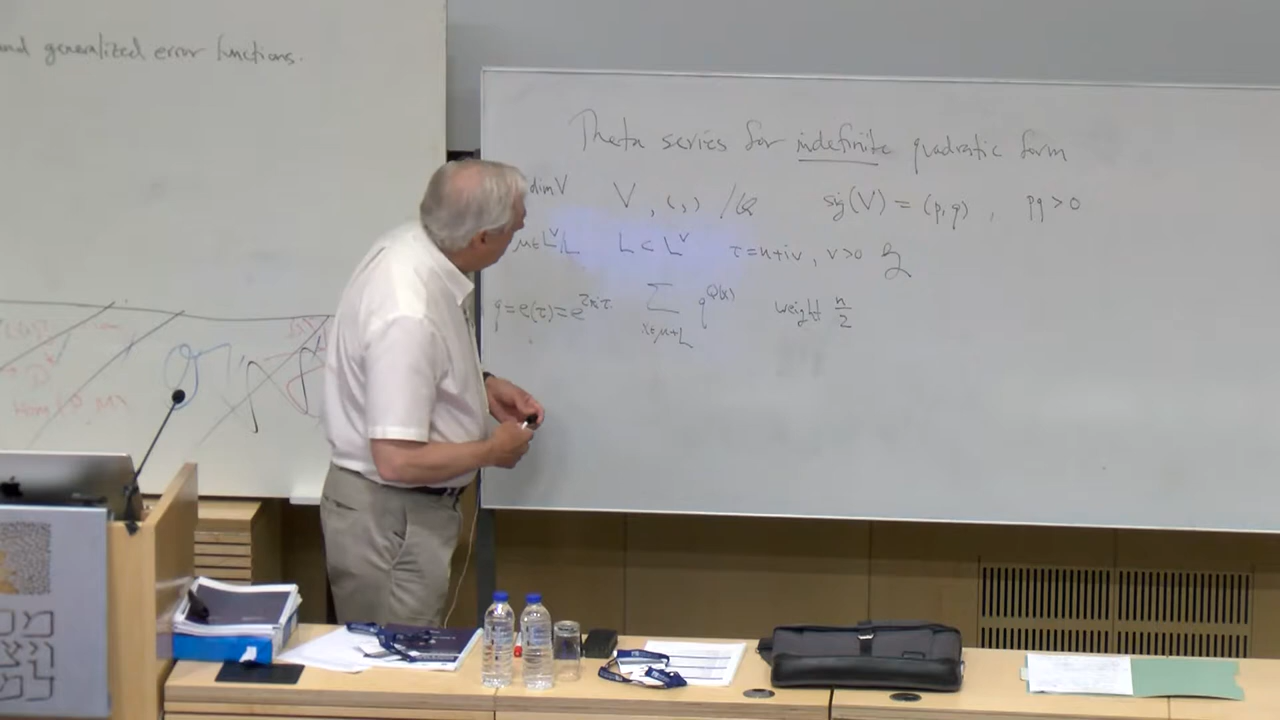 and generalized error functions.
Theta series for indefinite quadratic form
dim V V, (,) /Q sig(V) = (p,q), pq > 0
μ∈L^∨/L L ⊂ L^∨ τ=u+iv, v>0
q=e(τ)=e^{2πiτ} ∑_{x∈μ+L} q^{Q(x)} weight n/2